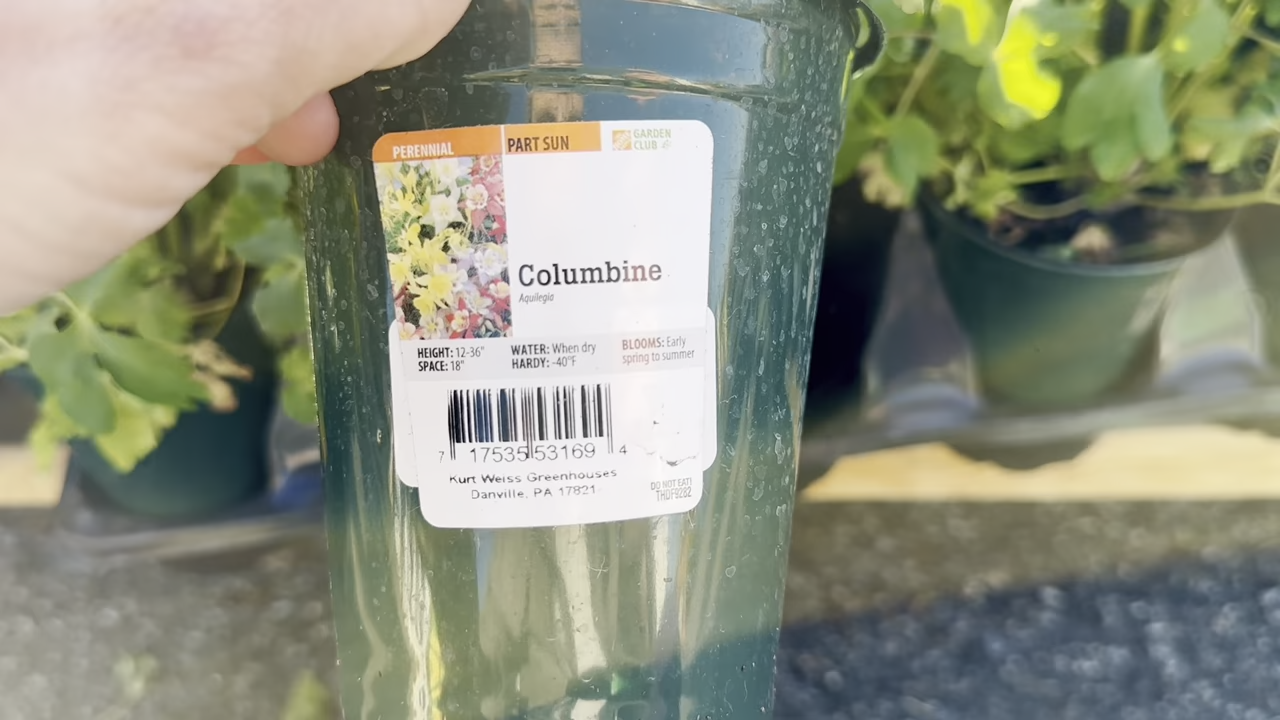 PERENNIAL
PART SUN
GARDEN
CLUB
Columbine
Aquilegia
HEIGHT: 12-36"
SPACE: 18"
WATER: When dry
HARDY: -40°F
BLOOMS: Early
spring to summer
7 17535 53169 4
Kurt Weiss Greenhouses
Danville, PA 17821
DO NOT EAT!
THDF9282